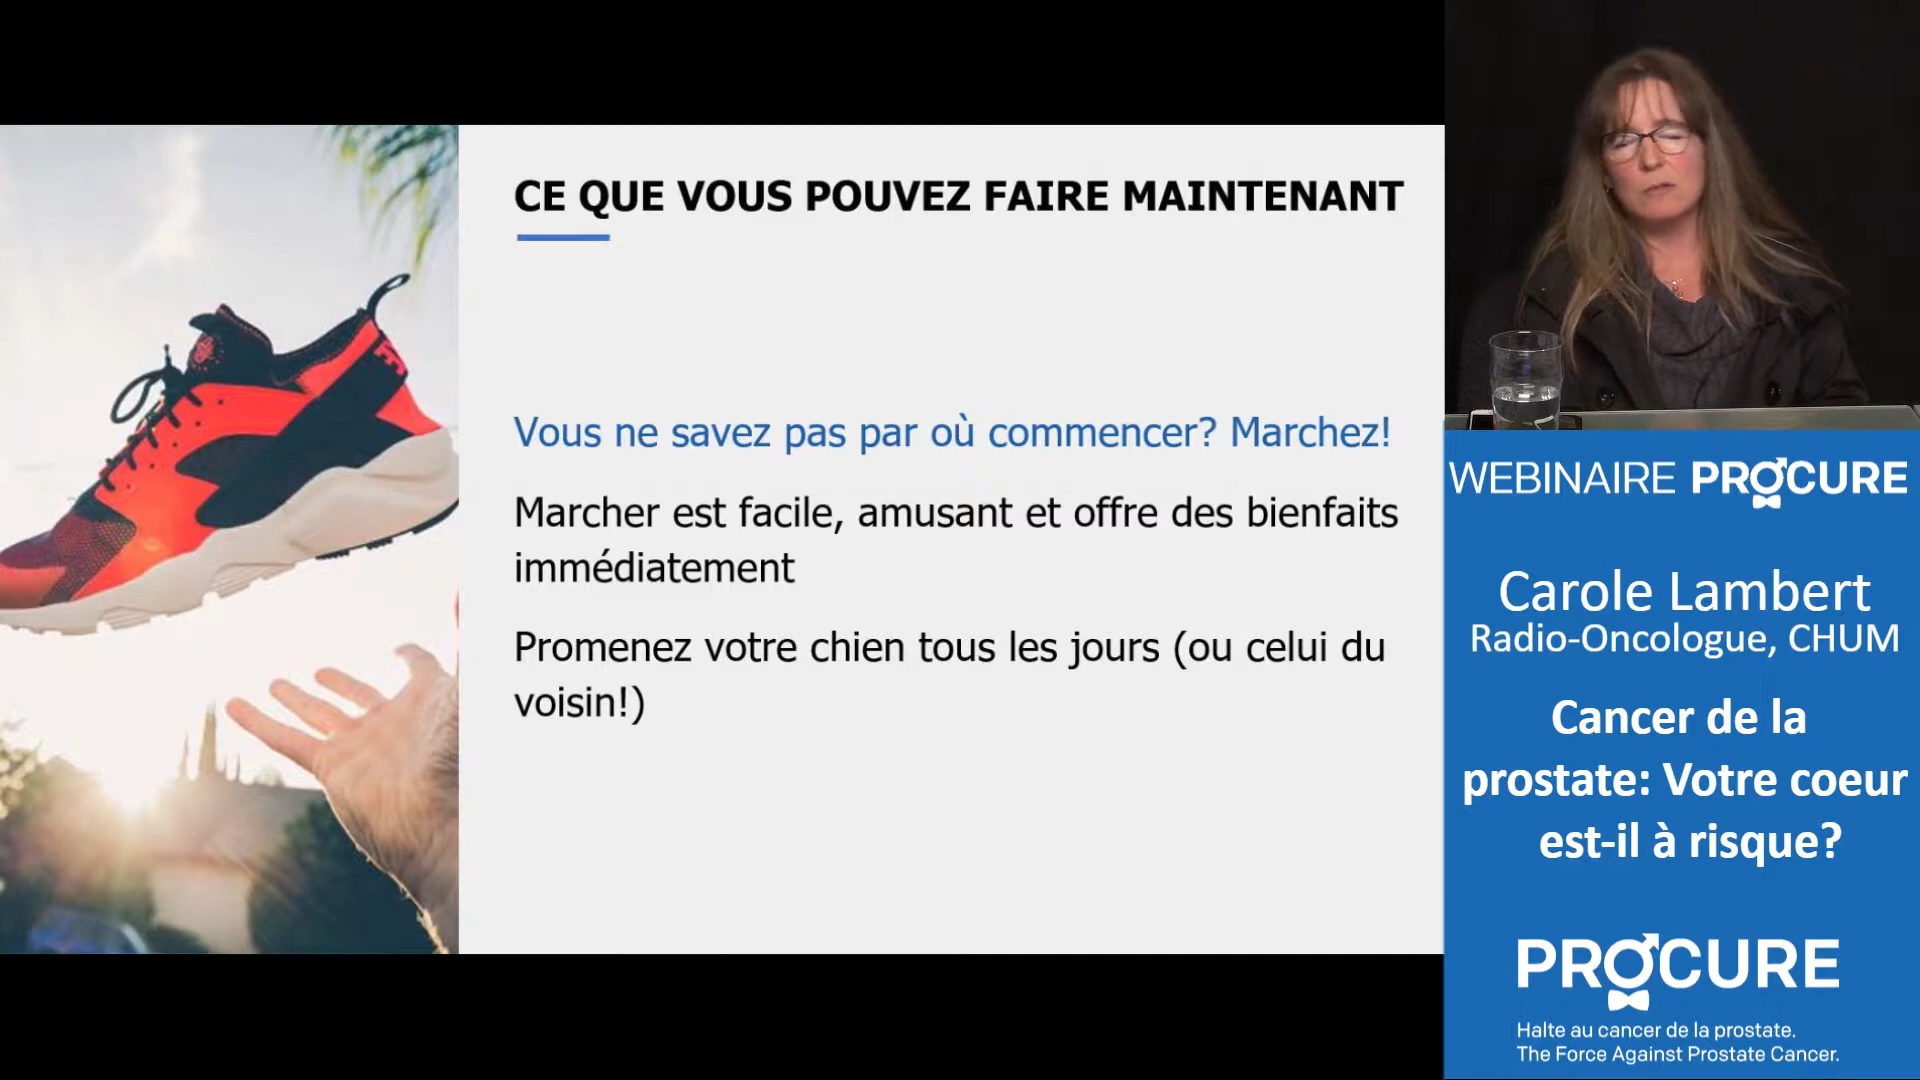 CE QUE VOUS POUVEZ FAIRE MAINTENANT
Vous ne savez pas par où commencer? Marchez!
Marcher est facile, amusant et offre des bienfaits
immédiatement
Promenez votre chien tous les jours (ou celui du
voisin!)
WEBINAIRE PROCURE
Carole Lambert
Radio-Oncologue, CHUM
Cancer de la
prostate: Votre coeur
est-il à risque?
PROCURE
Halte au cancer de la prostate.
The Force Against Prostate Cancer.